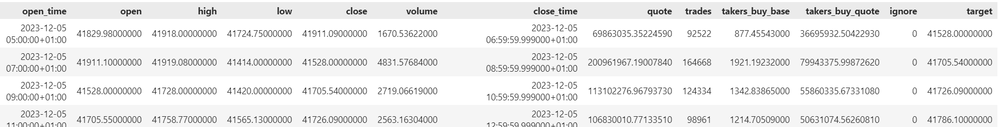 open_time open high low close volume close_time quote trades takers_buy_base takers_buy_quote ignore target
2023-12-05 05:00:00+01:00 41829.98000000 41918.00000000 41724.75000000 41911.09000000 1670.53622000 2023-12-05 06:59:59.999000+01:00 69863035.35224590 92522 877.45543000 36695932.50422930 0 41528.00000000
2023-12-05 07:00:00+01:00 41911.10000000 41919.08000000 41414.00000000 41528.00000000 4831.57684000 2023-12-05 08:59:59.999000+01:00 200961967.19007840 164668 1921.19232000 79943375.99872620 0 41705.54000000
2023-12-05 09:00:00+01:00 41528.00000000 41728.00000000 41420.00000000 41705.54000000 2719.06619000 2023-12-05 10:59:59.999000+01:00 113102276.96793730 124334 1342.83865000 55860335.67331080 0 41726.09000000
2023-12-05 11:00:00+01:00 41705.55000000 41758.77000000 41565.13000000 41726.09000000 2563.16304000 2023-12-05 12:59:59.999000+01:00 106830010.77133510 98961 1214.70509000 50631074.56260810 0 41786.10000000